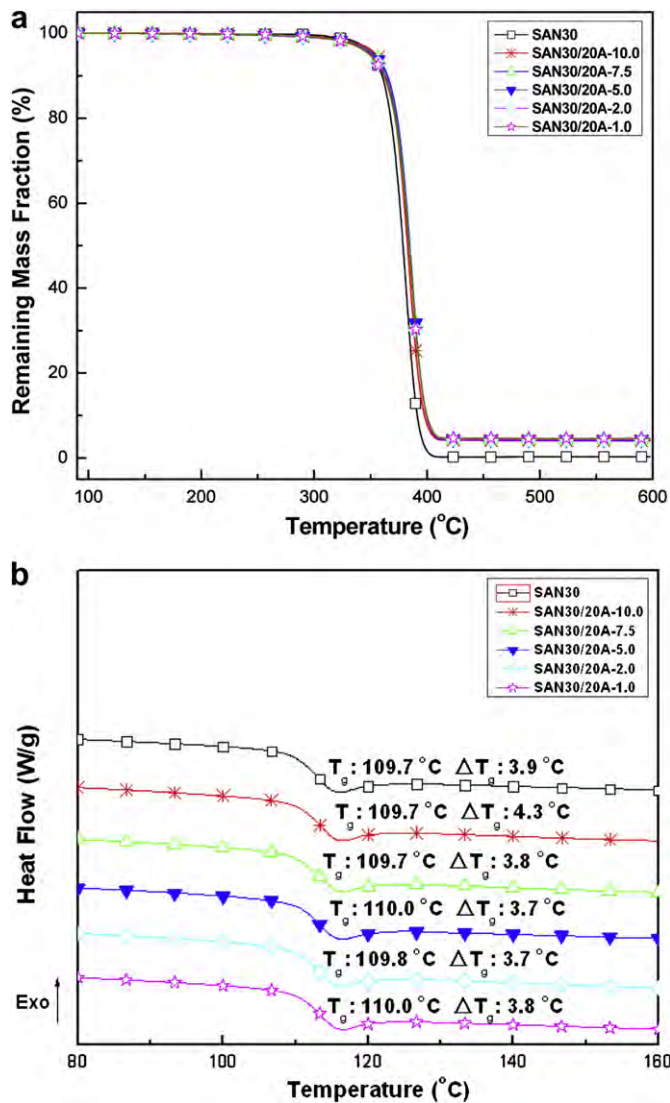 a
100
80
60
40
20
0
Remaining Mass Fraction (%)
SAN30
SAN30/20A-10.0
SAN30/20A-7.5
SAN30/20A-5.0
SAN30/20A-2.0
SAN30/20A-1.0
100 200 300 400 500 600
Temperature (°C)
b
SAN30
SAN30/20A-10.0
SAN30/20A-7.5
SAN30/20A-5.0
SAN30/20A-2.0
SAN30/20A-1.0
Heat Flow (W/g)
Tg: 109.7 °C ΔTg: 3.9 °C
Tg: 109.7 °C ΔTg: 4.3 °C
Tg: 109.7 °C ΔTg: 3.8 °C
Tg: 110.0 °C ΔTg: 3.7 °C
Tg: 109.8 °C ΔTg: 3.7 °C
Tg: 110.0 °C ΔTg: 3.8 °C
Exo
80 100 120 140 160
Temperature (°C)